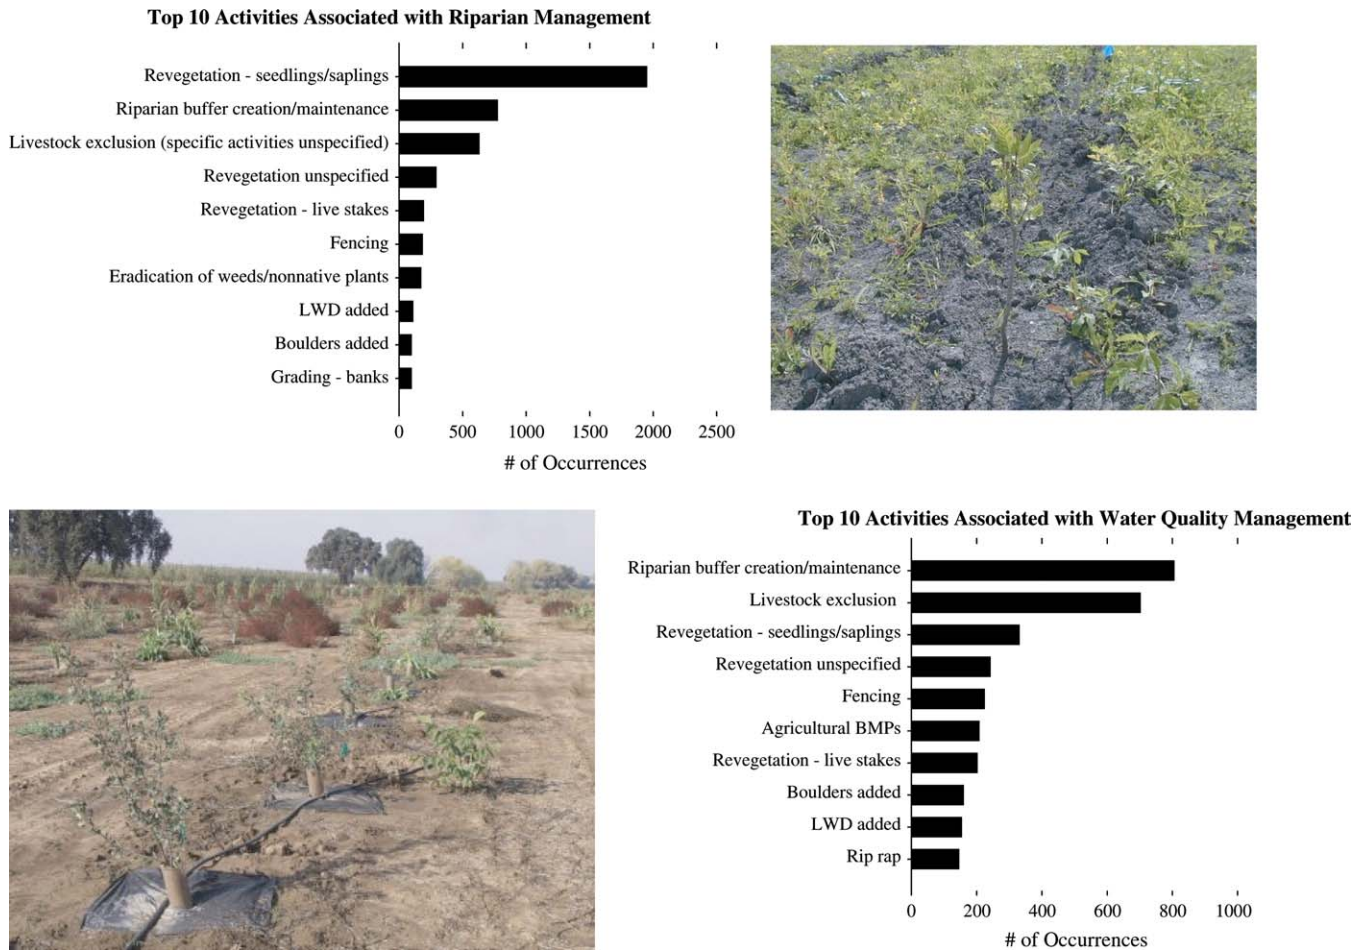 Top 10 Activities Associated with Riparian Management
Revegetation - seedlings/saplings
Riparian buffer creation/maintenance
Livestock exclusion (specific activities unspecified)
Revegetation unspecified
Revegetation - live stakes
Fencing
Eradication of weeds/nonnative plants
LWD added
Boulders added
Grading - banks
0 500 1000 1500 2000 2500
# of Occurrences
Top 10 Activities Associated with Water Quality Management
Riparian buffer creation/maintenance
Livestock exclusion
Revegetation - seedlings/saplings
Revegetation unspecified
Fencing
Agricultural BMPs
Revegetation - live stakes
Boulders added
LWD added
Rip rap
0 200 400 600 800 1000
# of Occurrences